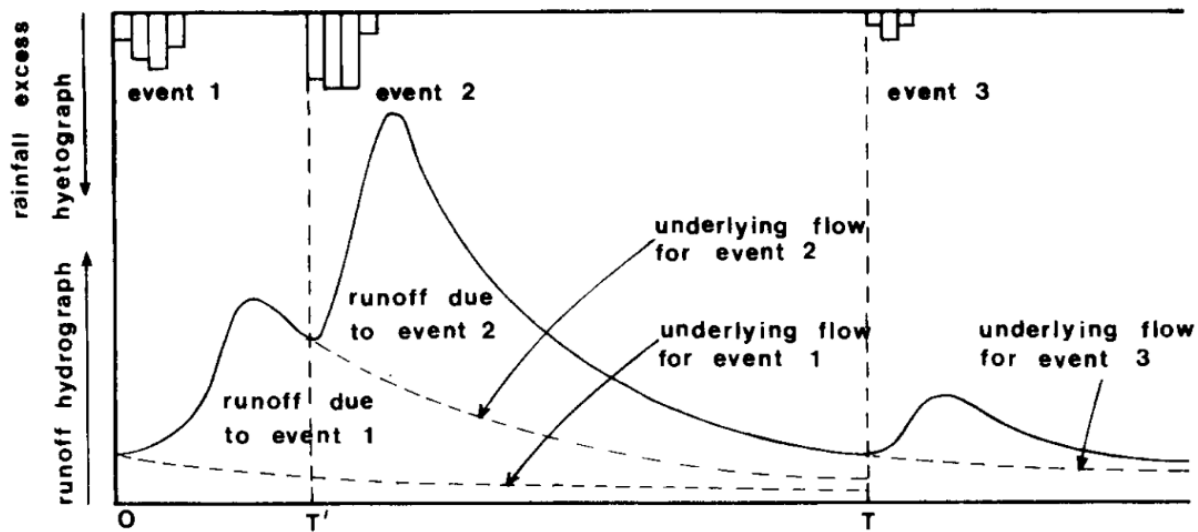 rainfall excess
hyetograph
runoff hydrograph
event 1
event 2
event 3
underlying flow
for event 2
runoff due
to event 2
underlying flow
for event 1
underlying flow
for event 3
runoff due
to event 1
O
T'
T